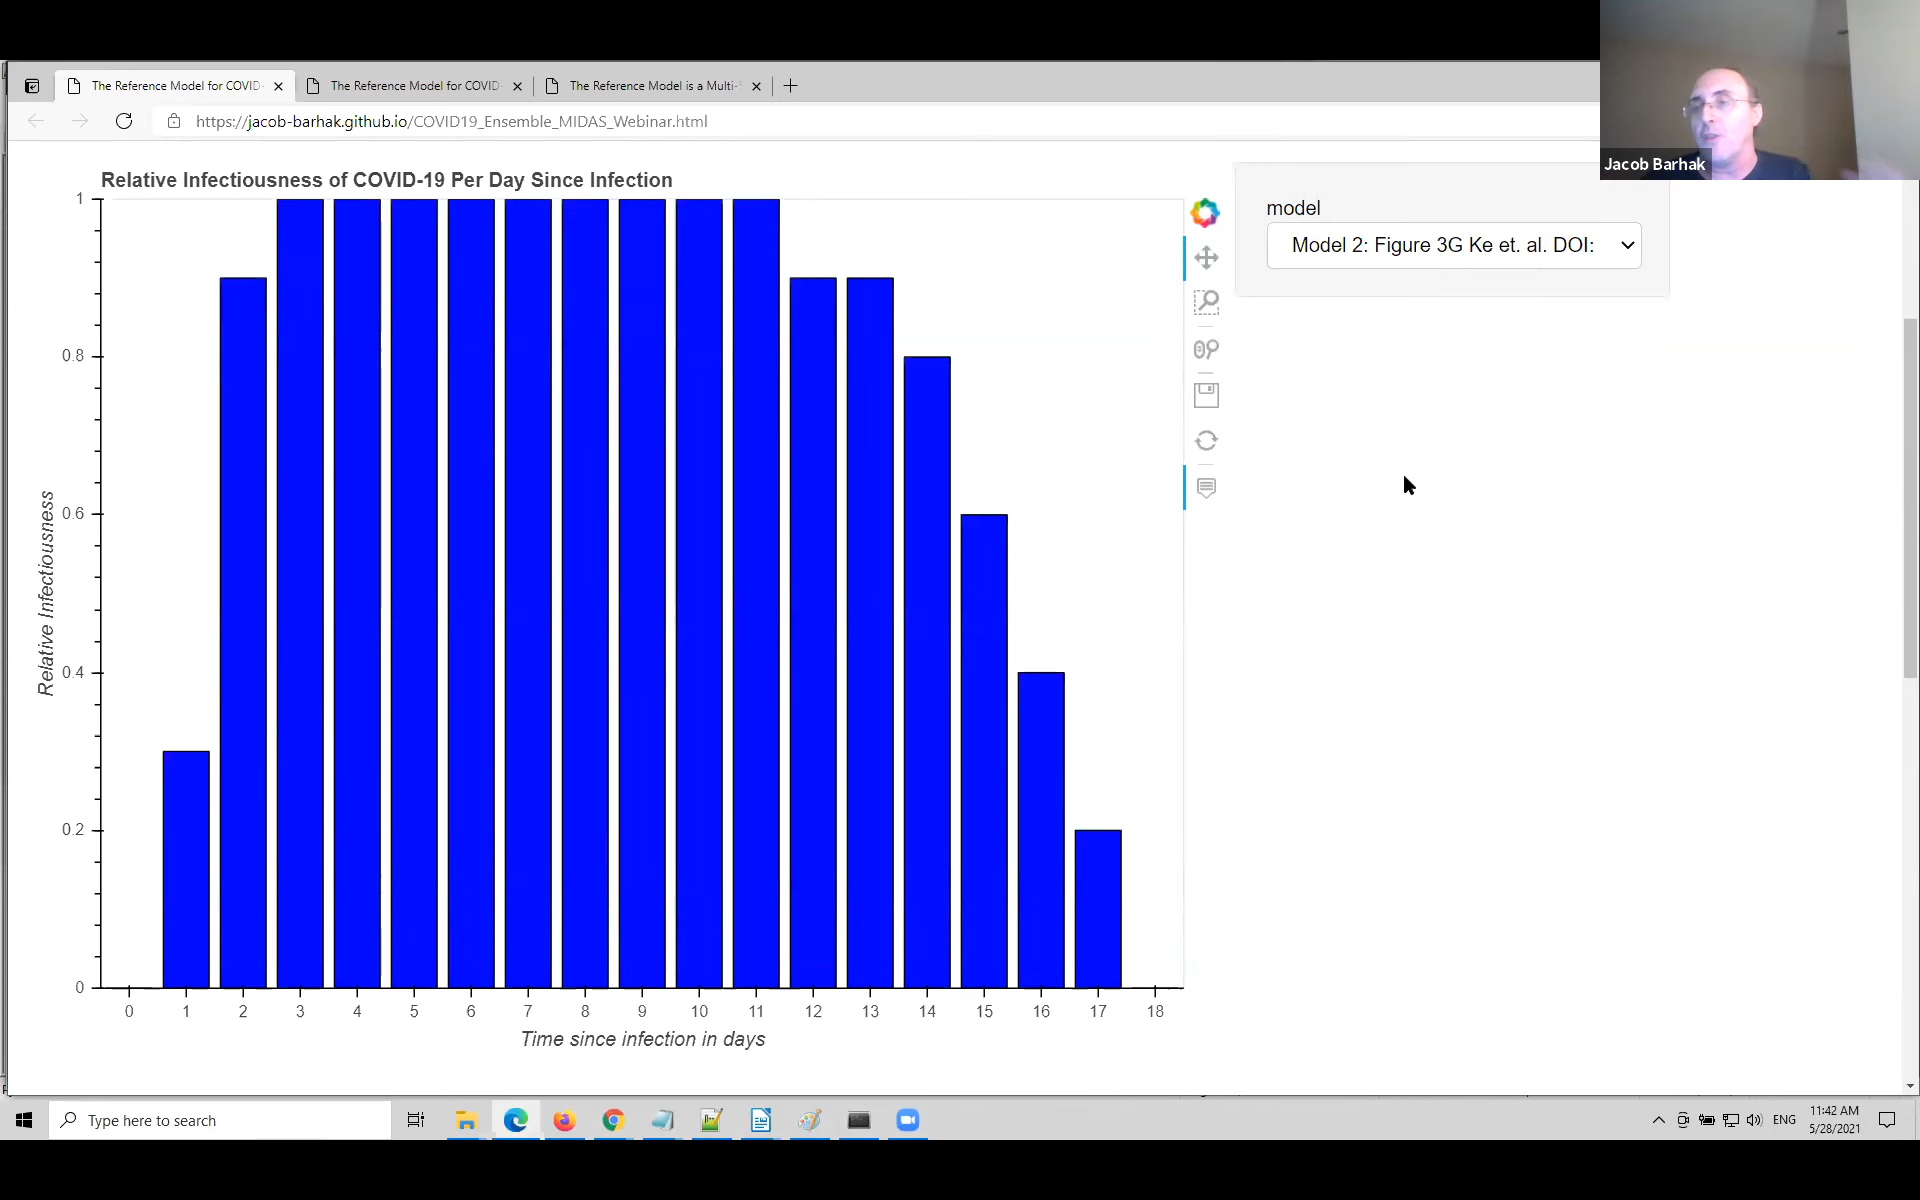 The Reference Model for COVID
The Reference Model for COVID
The Reference Model is a Multi-
https://jacob-barhak.github.io/COVID19_Ensemble_MIDAS_Webinar.html
Jacob Barhak
Relative Infectiousness of COVID-19 Per Day Since Infection
model
Model 2: Figure 3G Ke et. al. DOI:
1
0.8
0.6
0.4
0.2
0
Relative Infectiousness
0 1 2 3 4 5 6 7 8 9 10 11 12 13 14 15 16 17 18
Time since infection in days
Type here to search
ENG
11:42 AM
5/28/2021